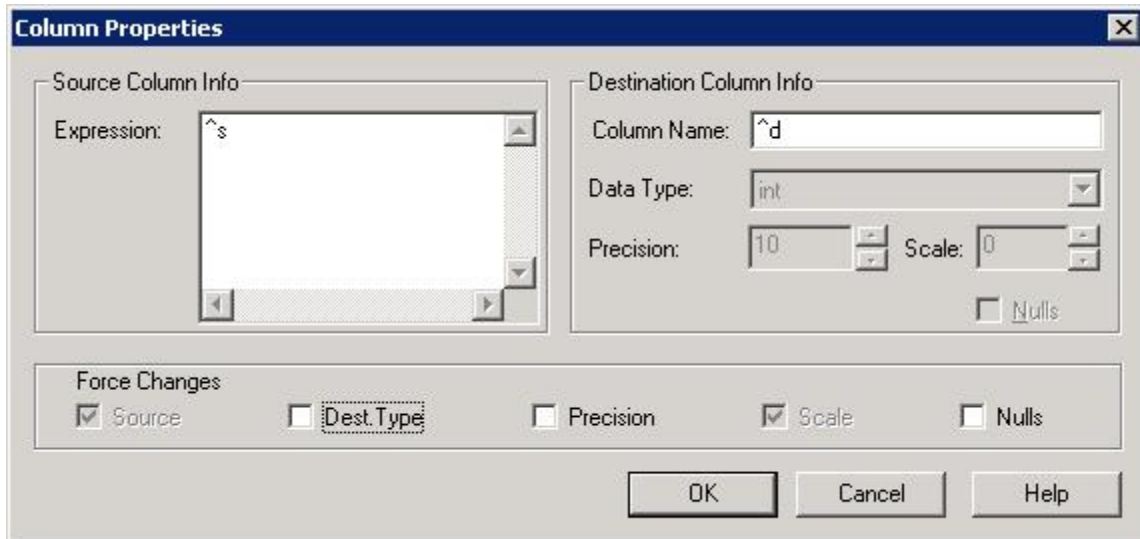 Column Properties
Source Column Info
Expression:
^s
Destination Column Info
Column Name:
^d
Data Type:
int
Precision:
10
Scale:
0
Nulls
Force Changes
Source
Dest.Type
Precision
Scale
Nulls
OK
Cancel
Help